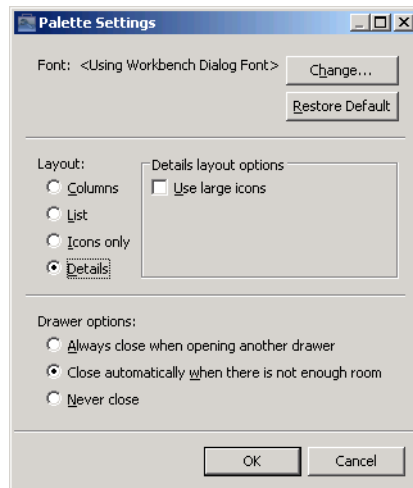 Palette Settings
Font: <Using Workbench Dialog Font>
Change...
Restore Default
Layout:
Details layout options
Columns
Use large icons
List
Icons only
Details
Drawer options:
Always close when opening another drawer
Close automatically when there is not enough room
Never close
OK
Cancel